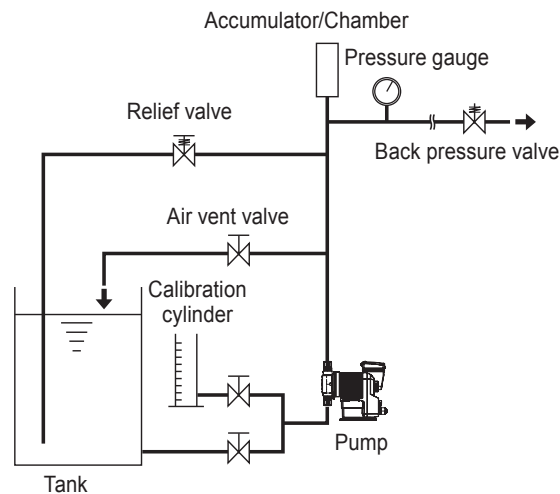 Accumulator/Chamber
Pressure gauge
Relief valve
Back pressure valve
Air vent valve
Calibration
cylinder
Pump
Tank